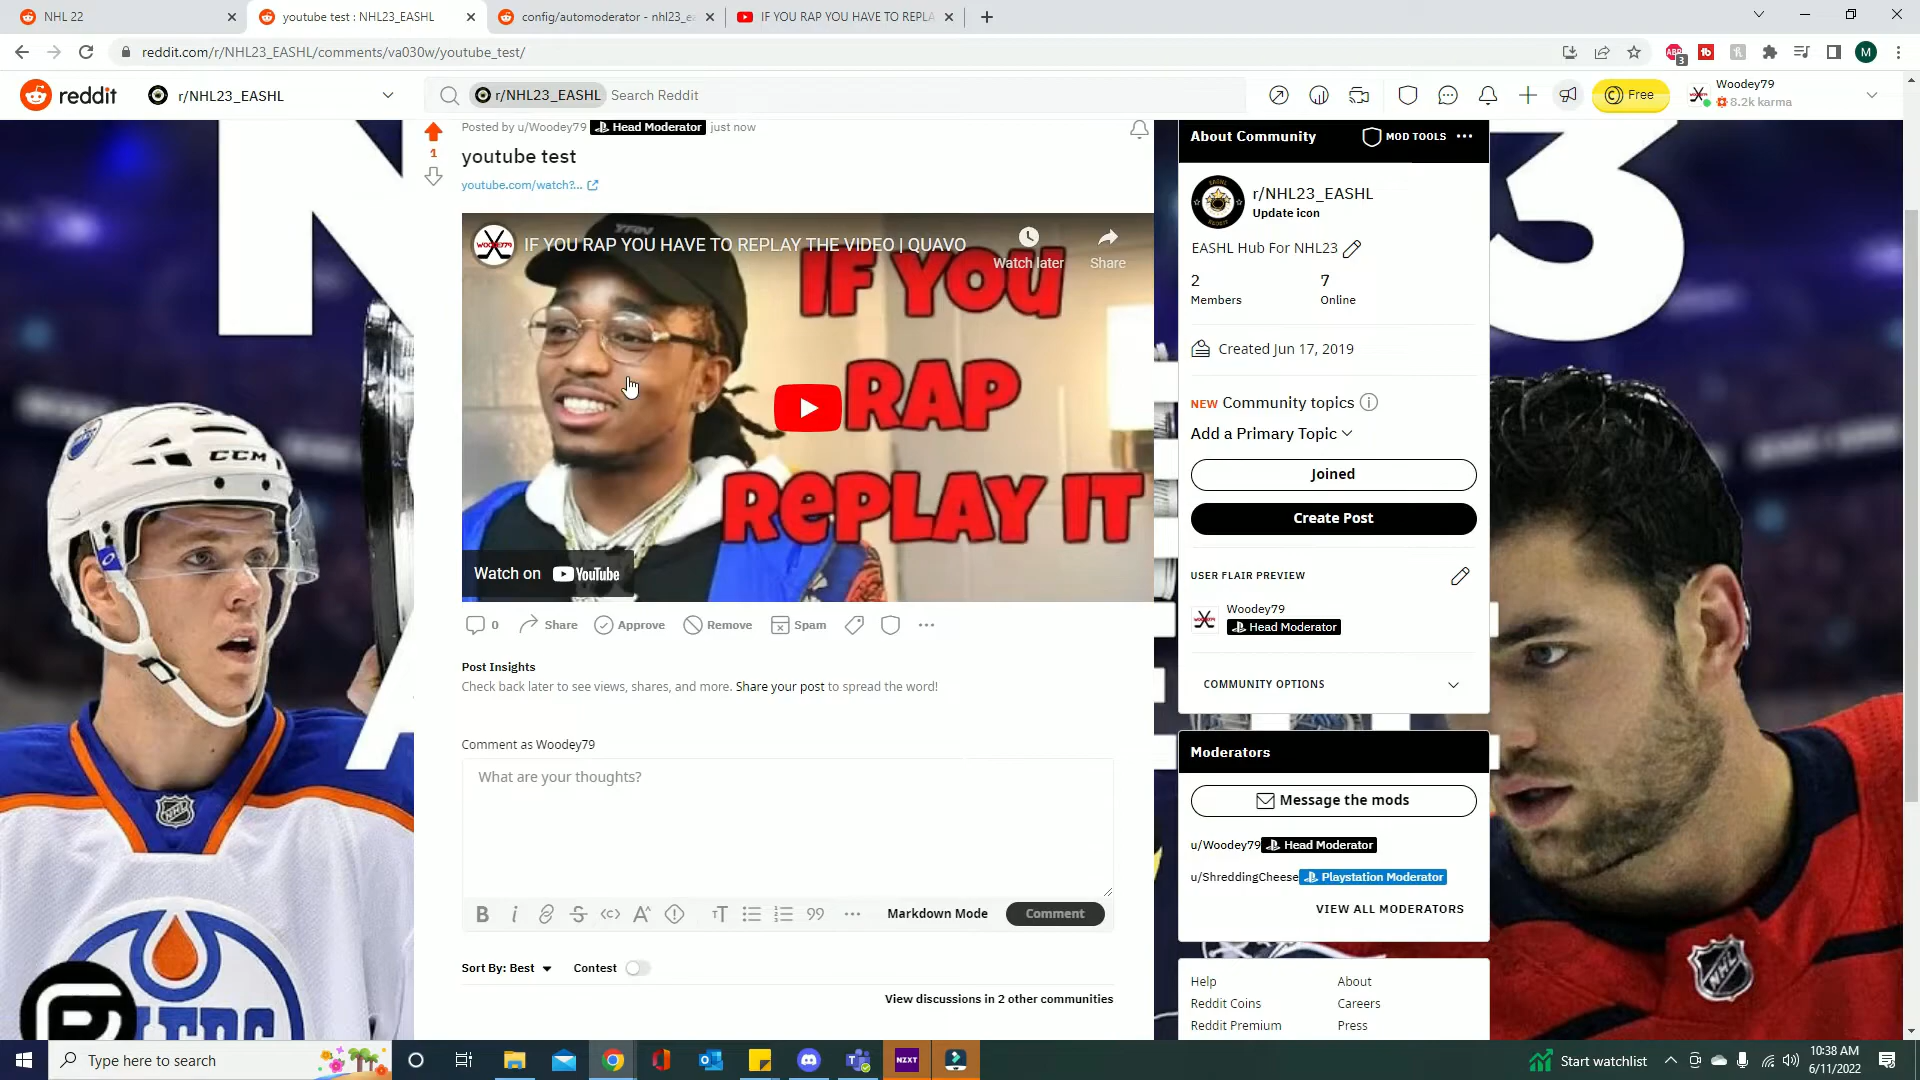 NHL 22
youtube test : NHL23_EASHL
config/automoderator - nhl23_e
IF YOU RAP YOU HAVE TO REPLA
reddit.com/r/NHL23_EASHL/comments/va030w/youtube_test/
ABP
3
M
reddit
r/NHL23_EASHL
r/NHL23_EASHL
Search Reddit
Free
Woodey79
8.2k karma
Posted by u/Woodey79 Head Moderator just now
1
youtube test
youtube.com/watch?...
IF YOU RAP YOU HAVE TO REPLAY THE VIDEO | QUAVO
Watch later
Share
IF YOU
RAP
REPLAY IT
Watch on YouTube
0
Share
Approve
Remove
Spam
Post Insights
Check back later to see views, shares, and more. Share your post to spread the word!
Comment as Woodey79
What are your thoughts?
Markdown Mode
Comment
Sort By: Best
Contest
View discussions in 2 other communities
About Community
MOD TOOLS
r/NHL23_EASHL
Update icon
EASHL Hub For NHL23
2
7
Members
Online
Created Jun 17, 2019
NEW Community topics
Add a Primary Topic
Joined
Create Post
USER FLAIR PREVIEW
Woodey79
Head Moderator
COMMUNITY OPTIONS
Moderators
Message the mods
u/Woodey79 Head Moderator
u/ShreddingCheese Playstation Moderator
VIEW ALL MODERATORS
Help
About
Reddit Coins
Careers
Reddit Premium
Press
CCM
NHL
NHL
Type here to search
NZXT
Start watchlist
10:38 AM
6/11/2022